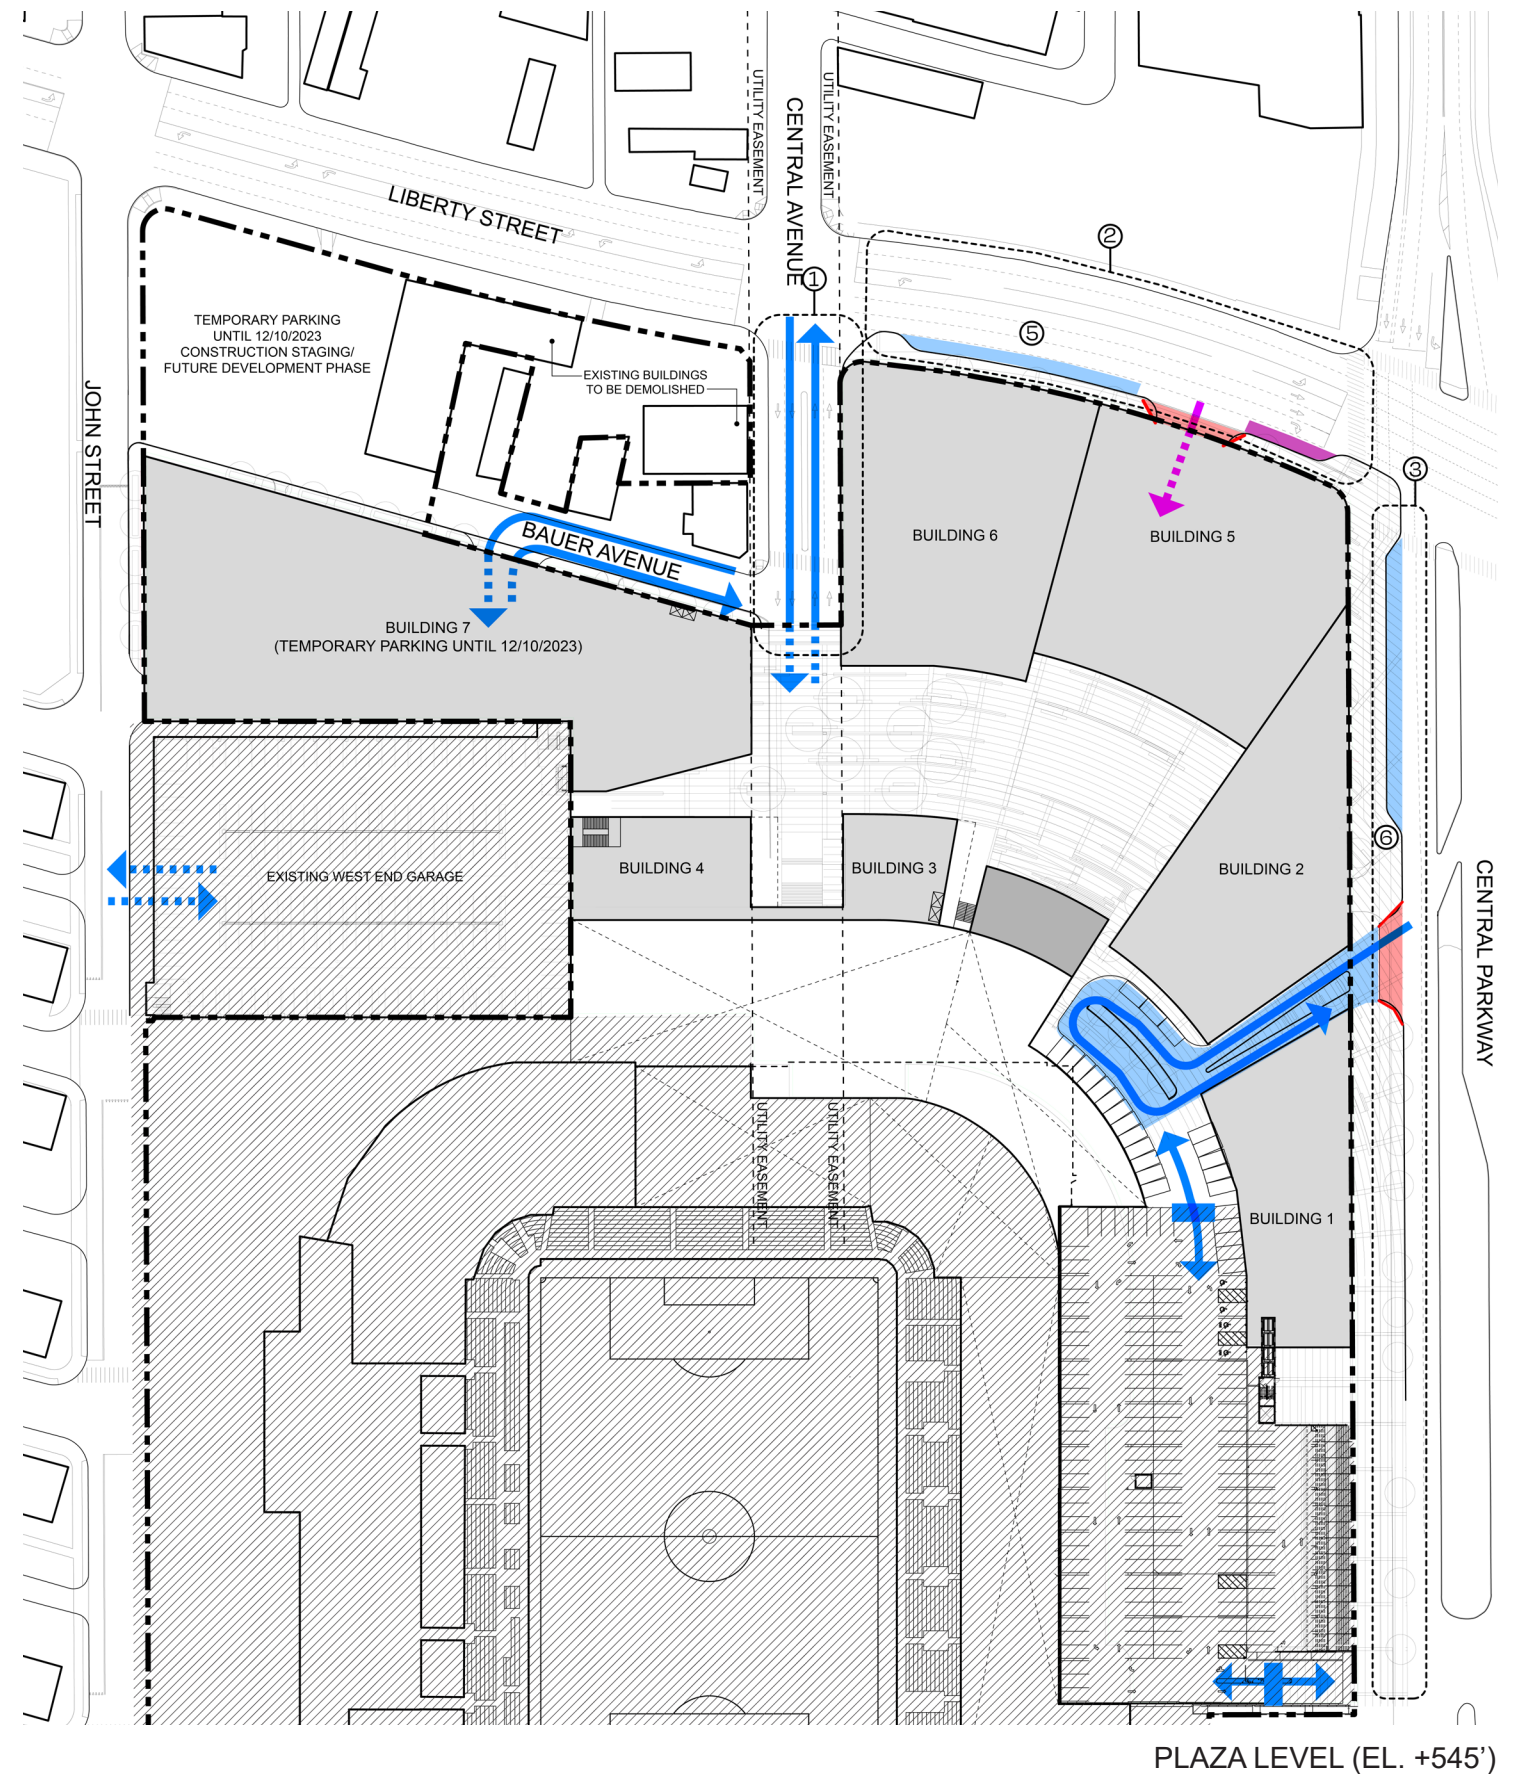 UTILITY EASEMENT
CENTRAL AVENUE
UTILITY EASEMENT
LIBERTY STREET
1
2
5
TEMPORARY PARKING
UNTIL 12/10/2023
CONSTRUCTION STAGING/
FUTURE DEVELOPMENT PHASE
EXISTING BUILDINGS
TO BE DEMOLISHED
JOHN STREET
3
BAUER AVENUE
BUILDING 6
BUILDING 5
BUILDING 7
(TEMPORARY PARKING UNTIL 12/10/2023)
6
EXISTING WEST END GARAGE
BUILDING 4
BUILDING 3
BUILDING 2
CENTRAL PARKWAY
UTILITY EASEMENT
UTILITY EASEMENT
BUILDING 1
PLAZA LEVEL (EL. +545’)